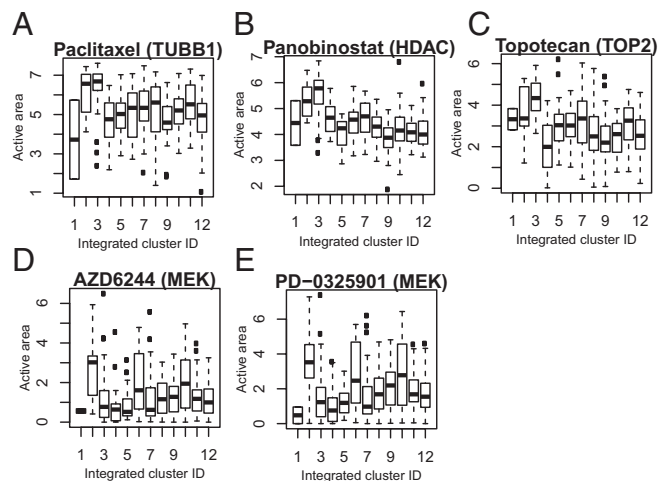 A
Paclitaxel (TUBB1)
Active area
7
5
3
1
1 3 5 7 9 12
Integrated cluster ID
B
Panobinostat (HDAC)
Active area
7
6
5
4
3
2
1 3 5 7 9 12
Integrated cluster ID
C
Topotecan (TOP2)
Active area
6
4
2
0
1 3 5 7 9 12
Integrated cluster ID
D
AZD6244 (MEK)
Active area
6
4
2
0
1 3 5 7 9 12
Integrated cluster ID
E
PD-0325901 (MEK)
Active area
6
4
2
0
1 3 5 7 9 12
Integrated cluster ID